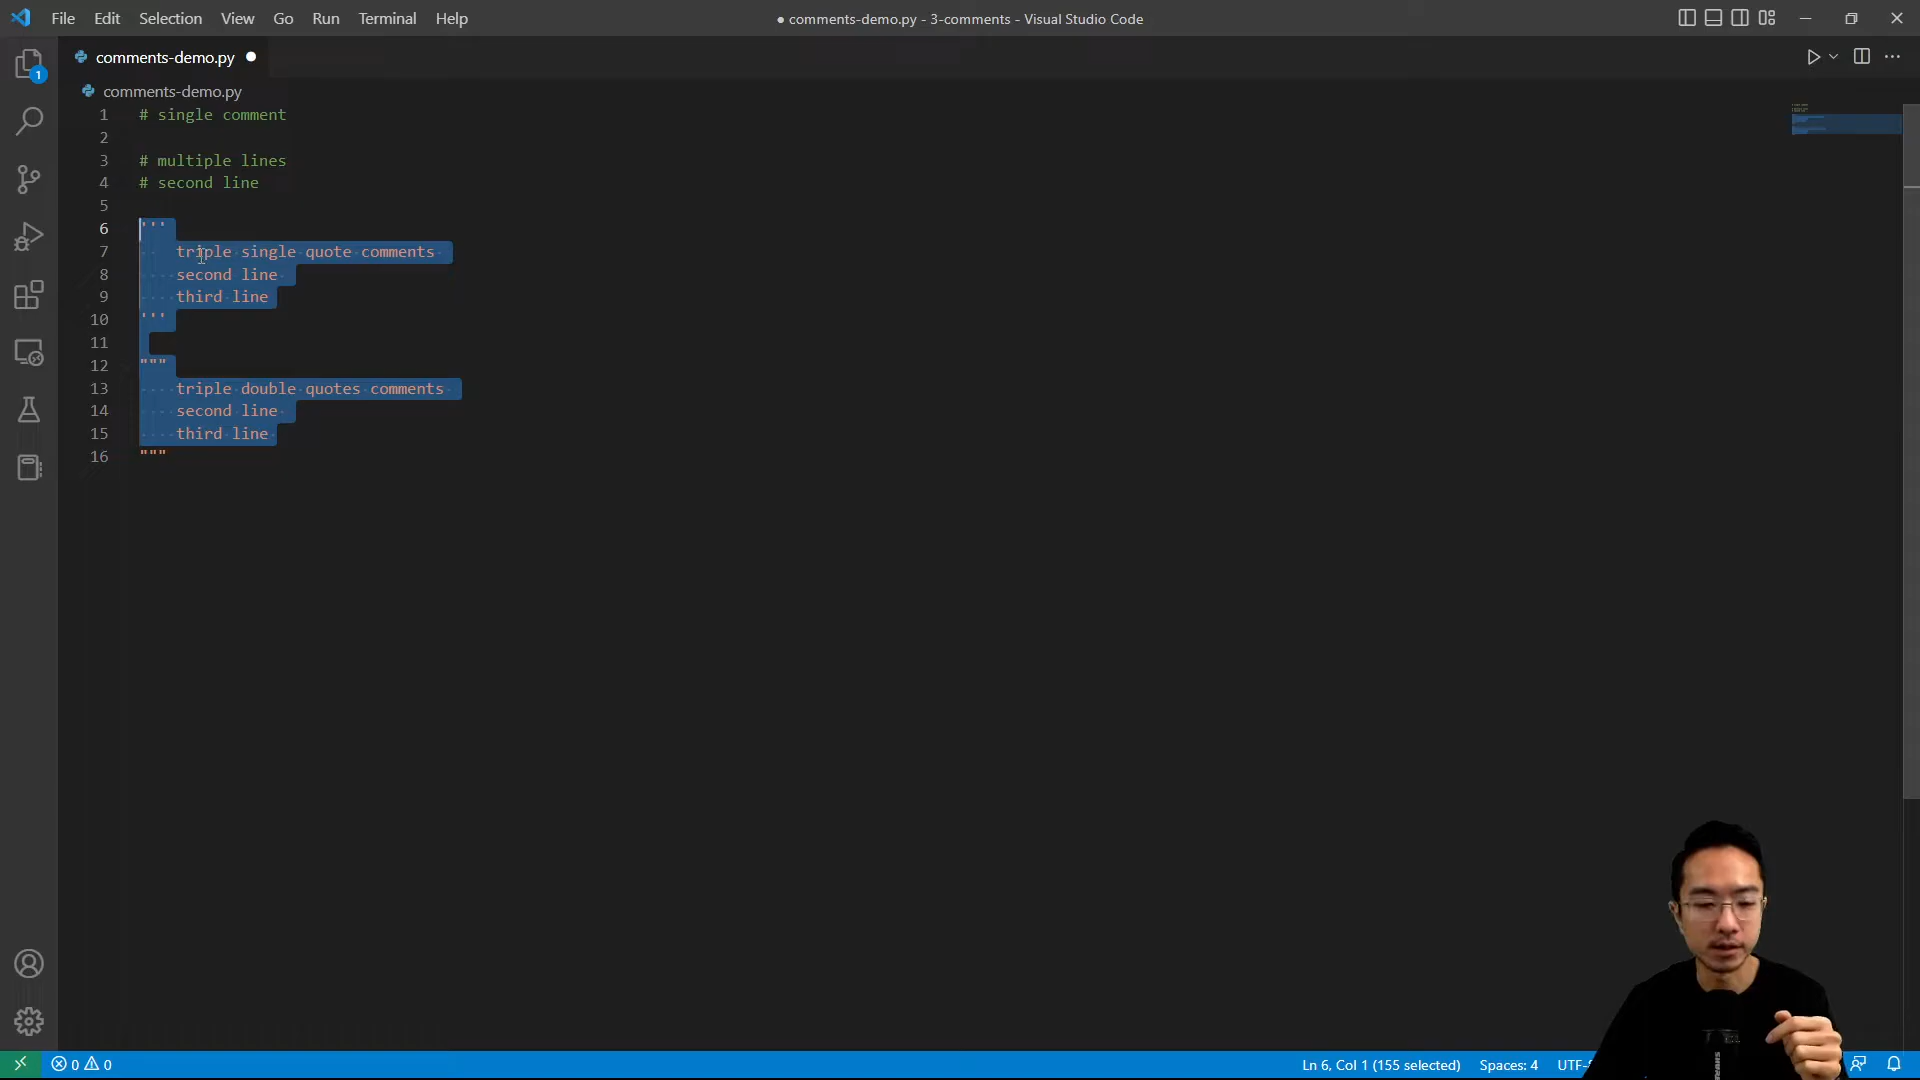 File Edit Selection View Go Run Terminal Help
● comments-demo.py - 3-comments - Visual Studio Code
comments-demo.py
1
comments-demo.py
1 # single comment
2
3 # multiple lines
4 # second line
5
6 '''
7 triple single quote comments
8 second line
9 third line
10 '''
11
12 """
13 triple double quotes comments
14 second line
15 third line
16 """
0 0 Ln 6, Col 1 (155 selected) Spaces: 4